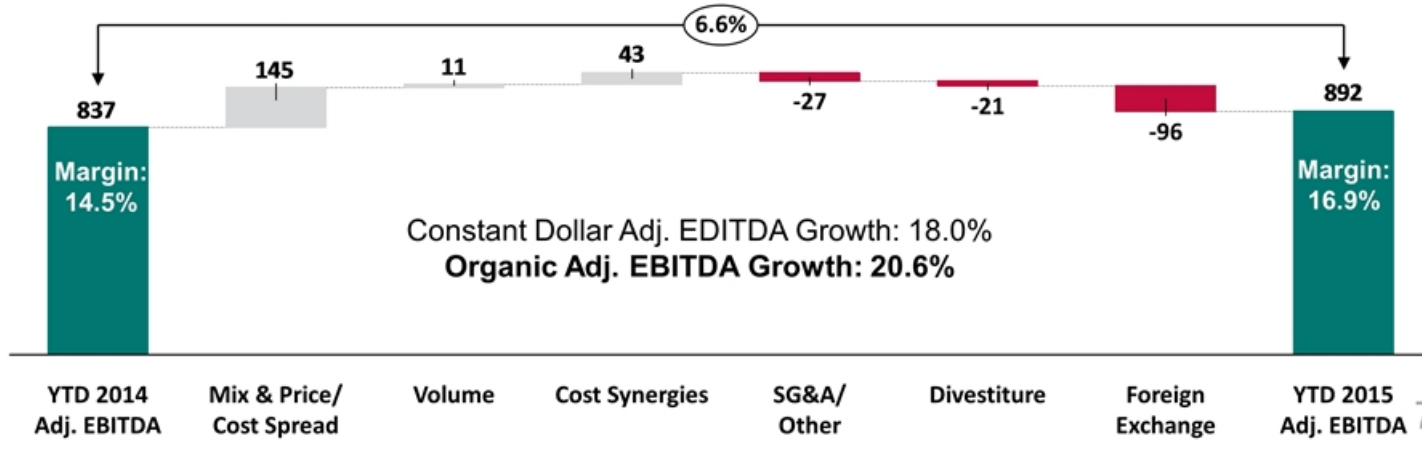 6.6%
837
145
11
43
-27
-21
-96
892
Margin:
14.5%
Margin:
16.9%
Constant Dollar Adj. EDITDA Growth: 18.0%
Organic Adj. EBITDA Growth: 20.6%
YTD 2014
Adj. EBITDA
Mix & Price/
Cost Spread
Volume
Cost Synergies
SG&A/
Other
Divestiture
Foreign
Exchange
YTD 2015
Adj. EBITDA